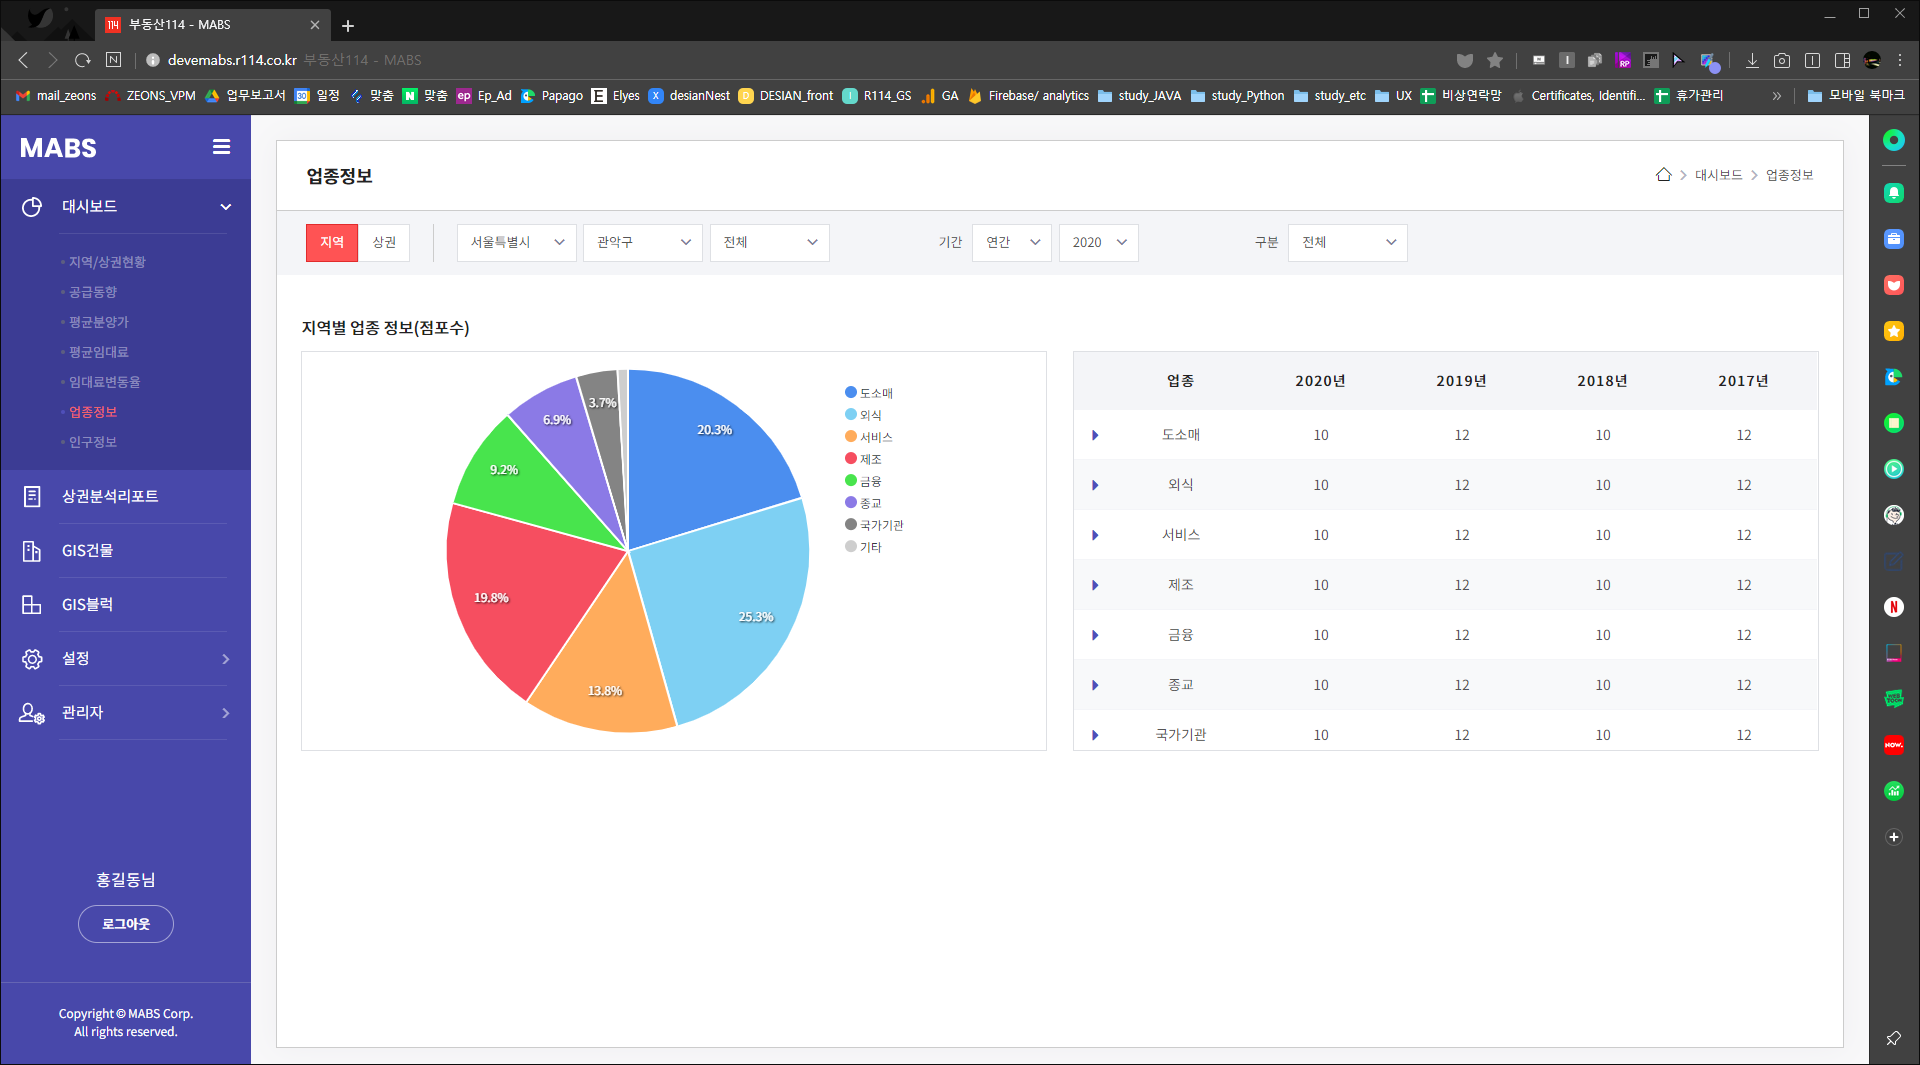 부동산114 - MABS
devemabs.r114.co.kr 부동산114 - MABS
mail_zeons ZEONS_VPM 업무보고서 일정 맞춤 맞춤 Ep_Ad Papago Elyes desianNest DESIAN_front R114_GS GA Firebase/ analytics study_JAVA study_Python study_etc UX 비상연락망 Certificates, Identifi... 휴가관리 » 모바일 북마크
MABS
대시보드
지역/상권현황
공급동향
평균분양가
평균임대료
임대료변동율
업종정보
인구정보
상권분석리포트
GIS건물
GIS블럭
설정
관리자
홍길동님
로그아웃
Copyright © MABS Corp.
All rights reserved.
업종정보
대시보드 업종정보
지역 상권 서울특별시 관악구 전체 기간 연간 2020 구분 전체
지역별 업종 정보(점포수)
20.3%
25.3%
13.8%
19.8%
9.2%
6.9%
3.7%
도소매
외식
서비스
제조
금융
종교
국가기관
기타
업종 2020년 2019년 2018년 2017년
도소매 10 12 10 12
외식 10 12 10 12
서비스 10 12 10 12
제조 10 12 10 12
금융 10 12 10 12
종교 10 12 10 12
국가기관 10 12 10 12